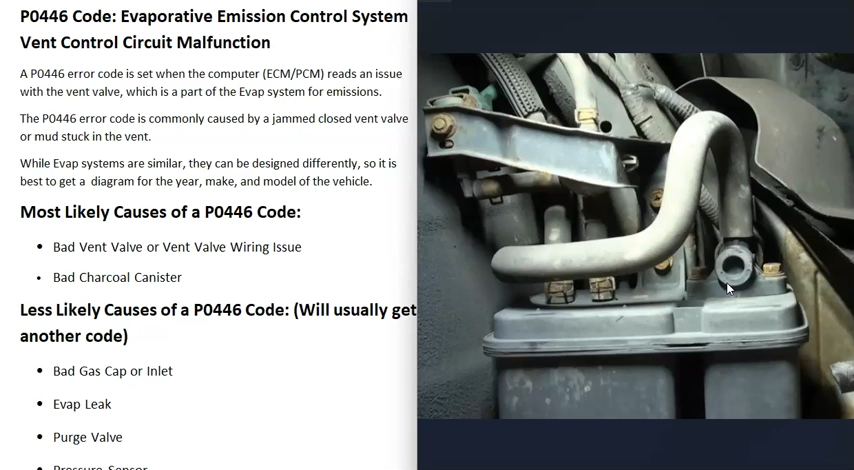 P0446 Code: Evaporative Emission Control System
Vent Control Circuit Malfunction
A P0446 error code is set when the computer (ECM/PCM) reads an issue
with the vent valve, which is a part of the Evap system for emissions.
The P0446 error code is commonly caused by a jammed closed vent valve
or mud stuck in the vent.
While Evap systems are similar, they can be designed differently, so it is
best to get a diagram for the year, make, and model of the vehicle.
Most Likely Causes of a P0446 Code:
• Bad Vent Valve or Vent Valve Wiring Issue
• Bad Charcoal Canister
Less Likely Causes of a P0446 Code: (Will usually get
another code)
• Bad Gas Cap or Inlet
• Evap Leak
• Purge Valve
• Pressure Sensor